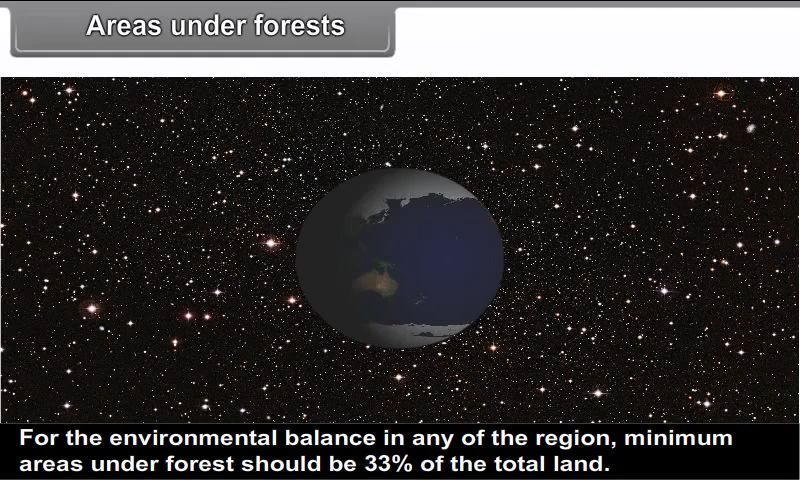 Areas under forests
For the environmental balance in any of the region, minimum
areas under forest should be 33% of the total land.